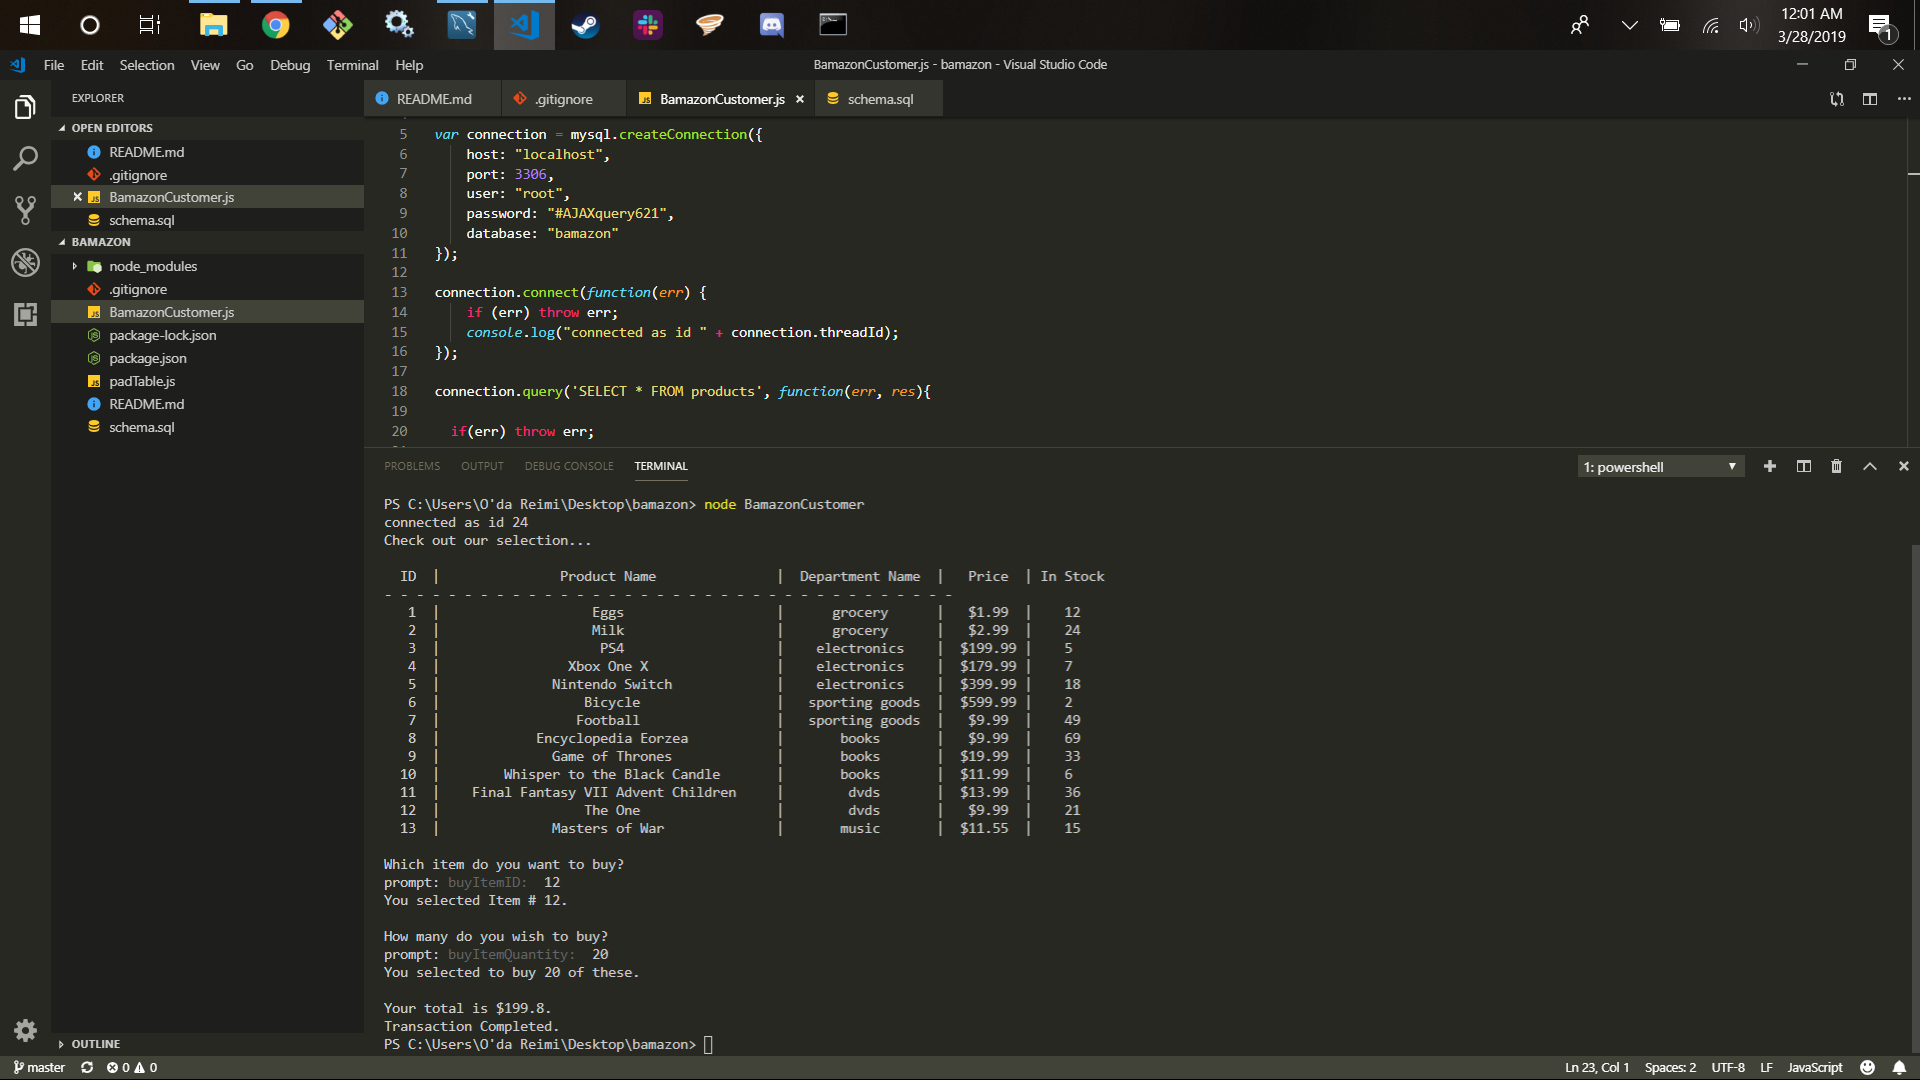 12:01 AM
3/28/2019
1
File Edit Selection View Go Debug Terminal Help
BamazonCustomer.js - bamazon - Visual Studio Code
EXPLORER
OPEN EDITORS
README.md
.gitignore
BamazonCustomer.js
schema.sql
BAMAZON
node_modules
.gitignore
BamazonCustomer.js
package-lock.json
package.json
padTable.js
README.md
schema.sql
OUTLINE
README.md .gitignore BamazonCustomer.js schema.sql
5 var connection = mysql.createConnection({
6 host: "localhost",
7 port: 3306,
8 user: "root",
9 password: "#AJAXquery621",
10 database: "bamazon"
11 });
12
13 connection.connect(function(err) {
14 if (err) throw err;
15 console.log("connected as id " + connection.threadId);
16 });
17
18 connection.query('SELECT * FROM products', function(err, res){
19
20 if(err) throw err;
PROBLEMS OUTPUT DEBUG CONSOLE TERMINAL
1: powershell
PS C:\Users\O'da Reimi\Desktop\bamazon> node BamazonCustomer
connected as id 24
Check out our selection...
ID | Product Name | Department Name | Price | In Stock
- - - - - - - - - - - - - - - - - - - - - - - - - - - - - - - - - - - -
1 | Eggs | grocery | $1.99 | 12
2 | Milk | grocery | $2.99 | 24
3 | PS4 | electronics | $199.99 | 5
4 | Xbox One X | electronics | $179.99 | 7
5 | Nintendo Switch | electronics | $399.99 | 18
6 | Bicycle | sporting goods | $599.99 | 2
7 | Football | sporting goods | $9.99 | 49
8 | Encyclopedia Eorzea | books | $9.99 | 69
9 | Game of Thrones | books | $19.99 | 33
10 | Whisper to the Black Candle | books | $11.99 | 6
11 | Final Fantasy VII Advent Children | dvds | $13.99 | 36
12 | The One | dvds | $9.99 | 21
13 | Masters of War | music | $11.55 | 15
Which item do you want to buy?
prompt: buyItemID: 12
You selected Item # 12.
How many do you wish to buy?
prompt: buyItemQuantity: 20
You selected to buy 20 of these.
Your total is $199.8.
Transaction Completed.
PS C:\Users\O'da Reimi\Desktop\bamazon>
master 0 0 Ln 23, Col 1 Spaces: 2 UTF-8 LF JavaScript